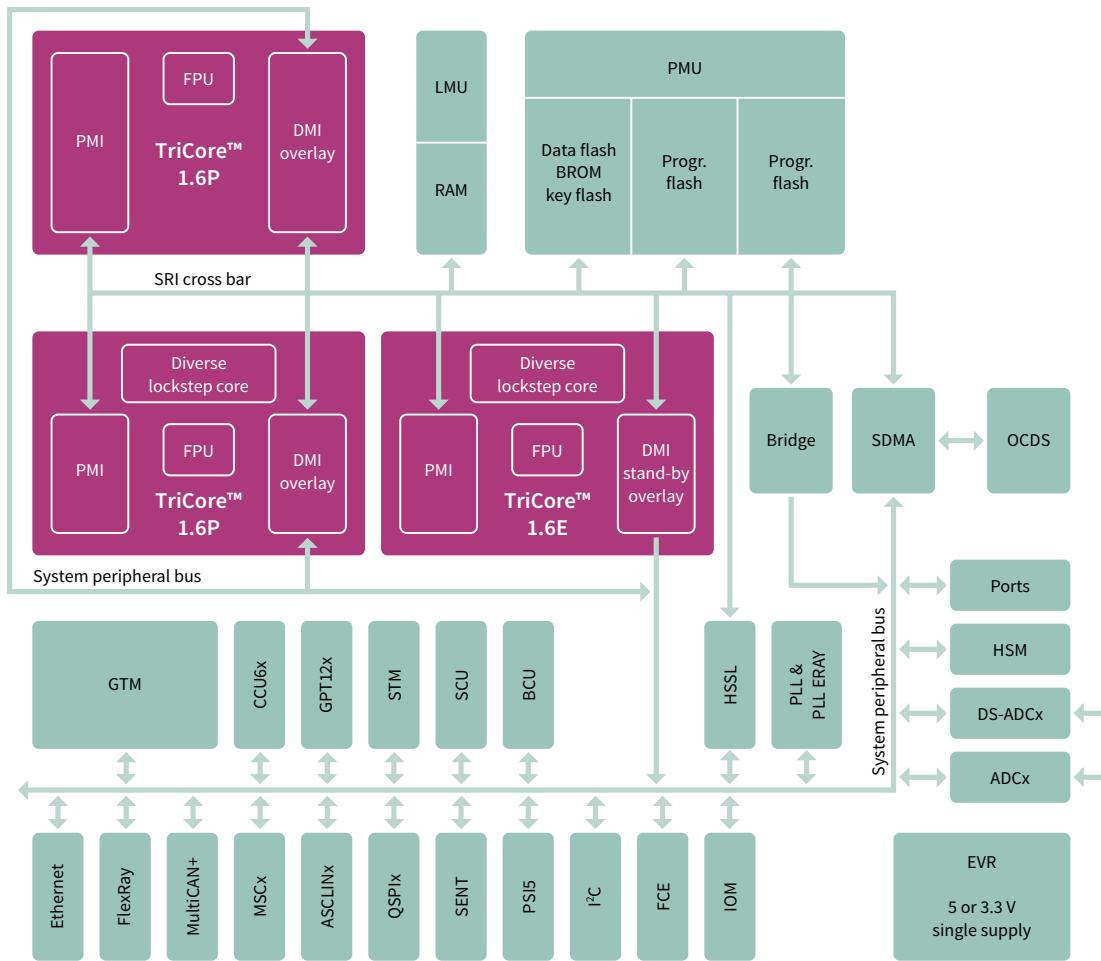 PMI
FPU
TriCore™
1.6P
DMI
overlay
LMU
RAM
PMU
Data flash
BROM
key flash
Progr.
flash
Progr.
flash
SRI cross bar
Diverse
lockstep core
PMI
FPU
TriCore™
1.6P
DMI
overlay
Diverse
lockstep core
PMI
FPU
TriCore™
1.6E
DMI
stand-by
overlay
Bridge
SDMA
OCDS
System peripheral bus
System peripheral bus
Ports
HSM
DS-ADCx
ADCx
GTM
CCU6x
GPT12x
STM
SCU
BCU
HSSL
PLL &
PLL ERAY
Ethernet
FlexRay
MultiCAN+
MSCx
ASCLINx
QSPIx
SENT
PSI5
I²C
FCE
IOM
EVR
5 or 3.3 V
single supply